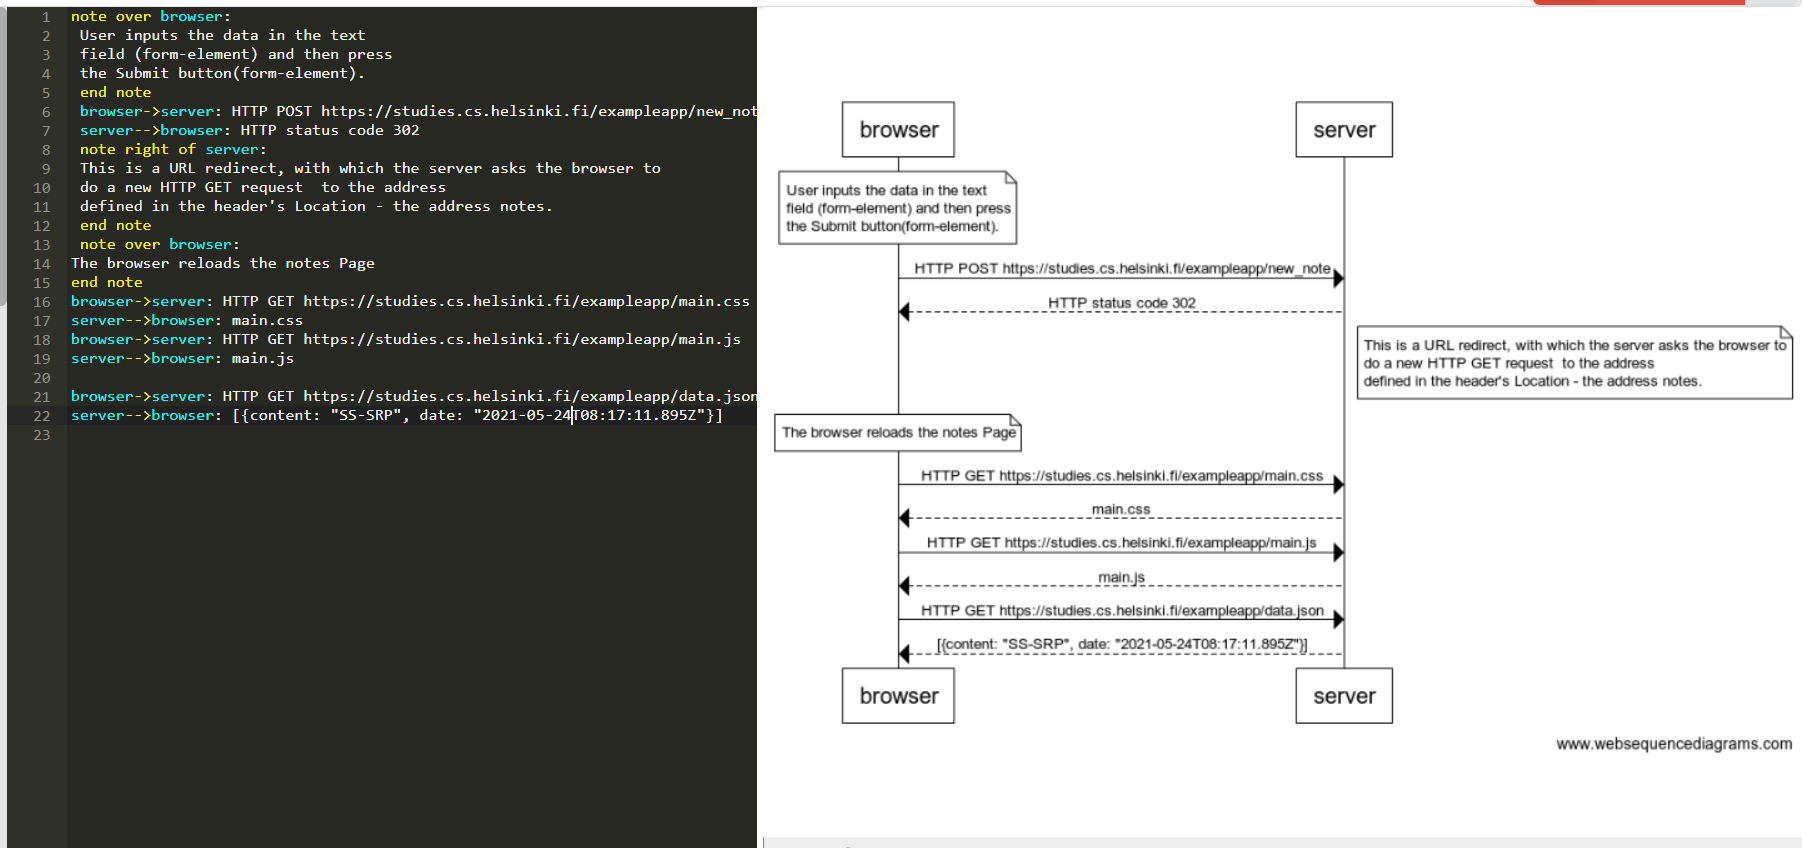 1 note over browser:
2 User inputs the data in the text
3 field (form-element) and then press
4 the Submit button(form-element).
5 end note
6 browser->server: HTTP POST https://studies.cs.helsinki.fi/exampleapp/new_not
7 server-->browser: HTTP status code 302
8 note right of server:
9 This is a URL redirect, with which the server asks the browser to
10 do a new HTTP GET request  to the address
11 defined in the header's Location - the address notes.
12 end note
13 note over browser:
14 The browser reloads the notes Page
15 end note
16 browser->server: HTTP GET https://studies.cs.helsinki.fi/exampleapp/main.css
17 server-->browser: main.css
18 browser->server: HTTP GET https://studies.cs.helsinki.fi/exampleapp/main.js
19 server-->browser: main.js
20
21 browser->server: HTTP GET https://studies.cs.helsinki.fi/exampleapp/data.json
22 server-->browser: [{content: "SS-SRP", date: "2021-05-24T08:17:11.895Z"}]
23
browser
server
User inputs the data in the text
field (form-element) and then press
the Submit button(form-element).
HTTP POST https://studies.cs.helsinki.fi/exampleapp/new_note
HTTP status code 302
This is a URL redirect, with which the server asks the browser to
do a new HTTP GET request  to the address
defined in the header's Location - the address notes.
The browser reloads the notes Page
HTTP GET https://studies.cs.helsinki.fi/exampleapp/main.css
main.css
HTTP GET https://studies.cs.helsinki.fi/exampleapp/main.js
main.js
HTTP GET https://studies.cs.helsinki.fi/exampleapp/data.json
[{content: "SS-SRP", date: "2021-05-24T08:17:11.895Z"}]
browser
server
www.websequencediagrams.com